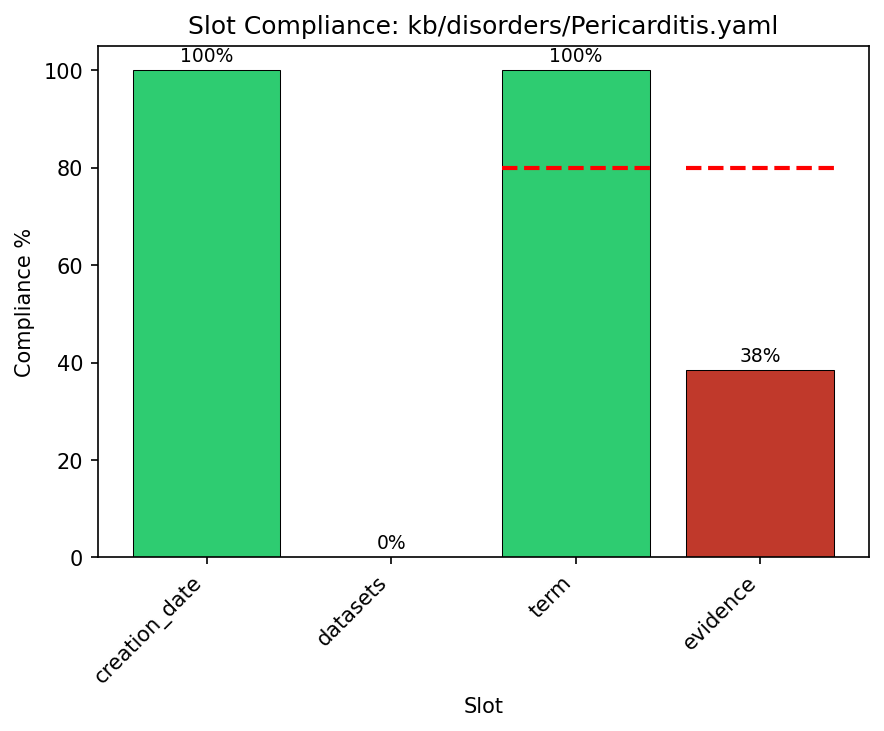 Slot Compliance: kb/disorders/Pericarditis.yaml
Compliance %
100
80
60
40
20
0
100%
0%
100%
38%
creation_date
datasets
term
evidence
Slot